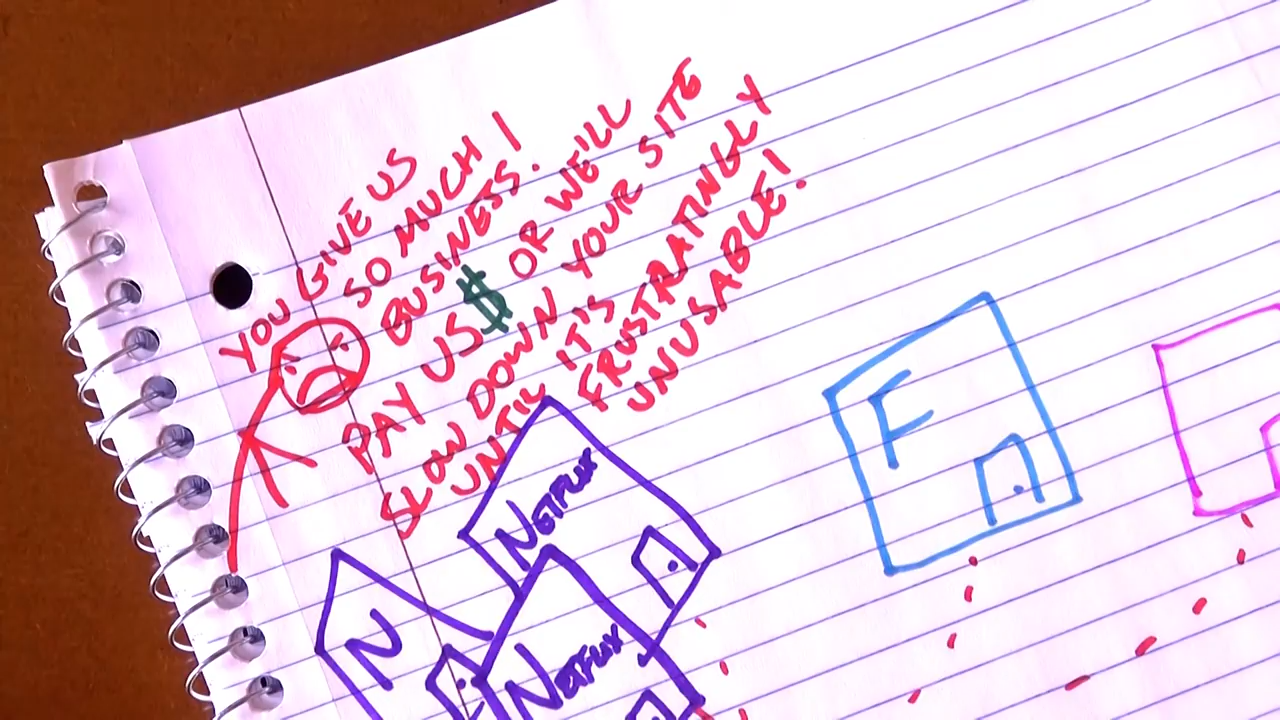 YOU GIVE US
SO MUCH
BUSINESS!
PAY US $ OR WE'LL
SLOW DOWN YOUR SITE
UNTIL IT'S FRUSTRATINGLY
UNUSABLE!
NETFLIX
N
NETFLIX
F